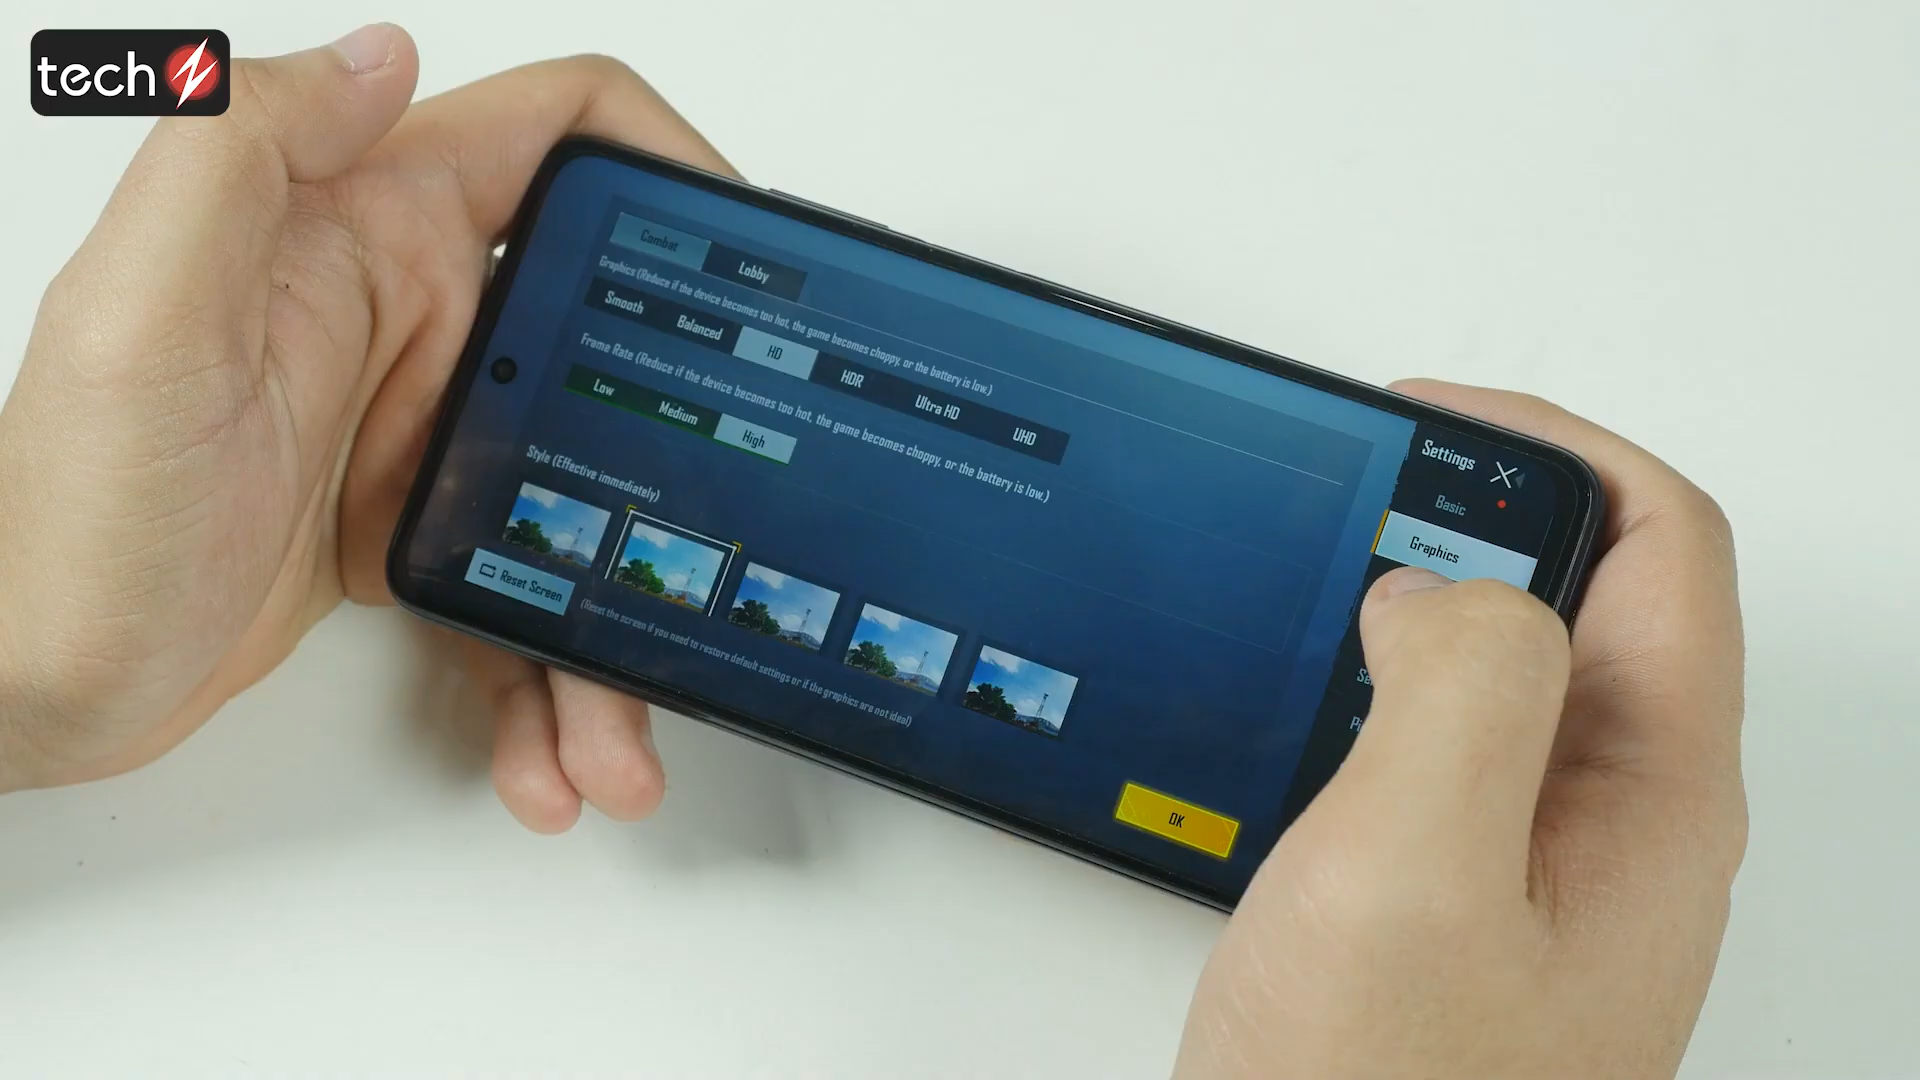 tech
Combat
Lobby
Graphics (Reduce if the device becomes too hot, the game becomes choppy, or the battery is low.)
Smooth
Balanced
HD
HDR
Ultra HD
UHD
Frame Rate (Reduce if the device becomes too hot, the game becomes choppy, or the battery is low.)
Low
Medium
High
Style (Effective immediately)
Reset Screen
(Reset the screen if you need to restore default settings or if the graphics are not ideal)
OK
Settings
Basic
Graphics